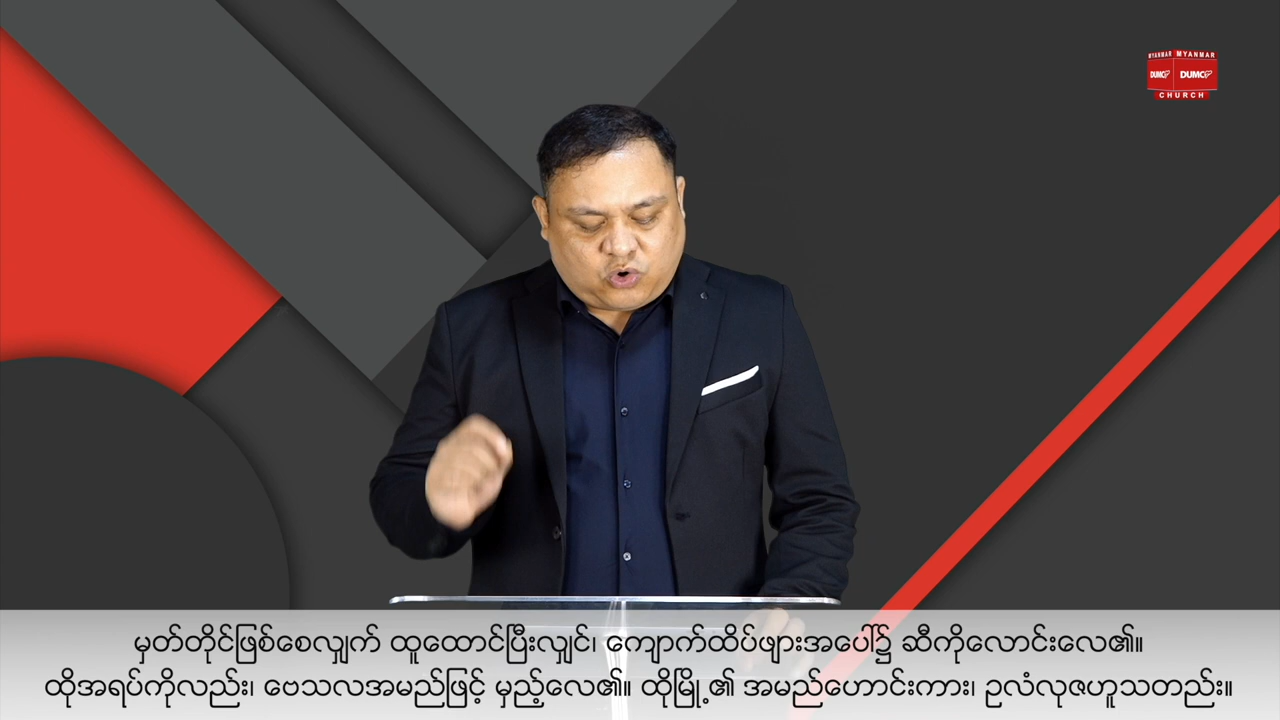 MYANMAR MYANMAR
DUMC DUMC
CHURCH
မှတ်တိုင်ဖြစ်စေလျှက် ထူထောင်ပြီးလျှင်၊ ကျောက်ထိပ်ဖျားအပေါ်၌ ဆီကိုလောင်းလေ၏။
ထိုအရပ်ကိုလည်း၊ ဗေသလအမည်ဖြင့် မှည့်လေ၏။ ထိုမြို့၏ အမည်ဟောင်းကား၊ ဥလံလုဇဟူသတည်း။